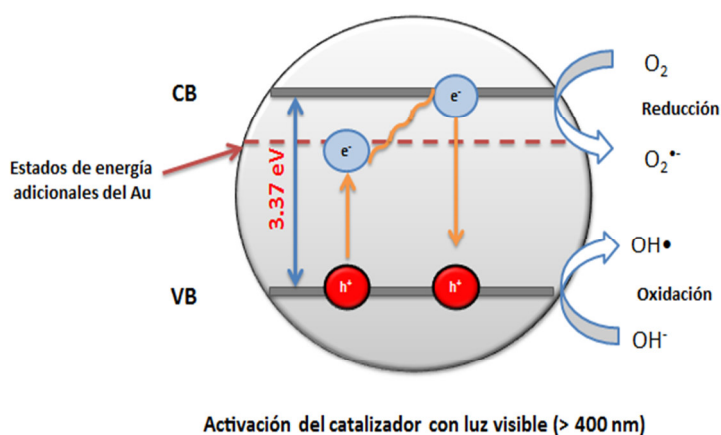 CB
O₂
e⁻
Reducción
e⁻
Estados de energía
adicionales del Au
3.37 eV
O₂•-
OH•
VB
h⁺
h⁺
Oxidación
OH⁻
Activación del catalizador con luz visible (> 400 nm)